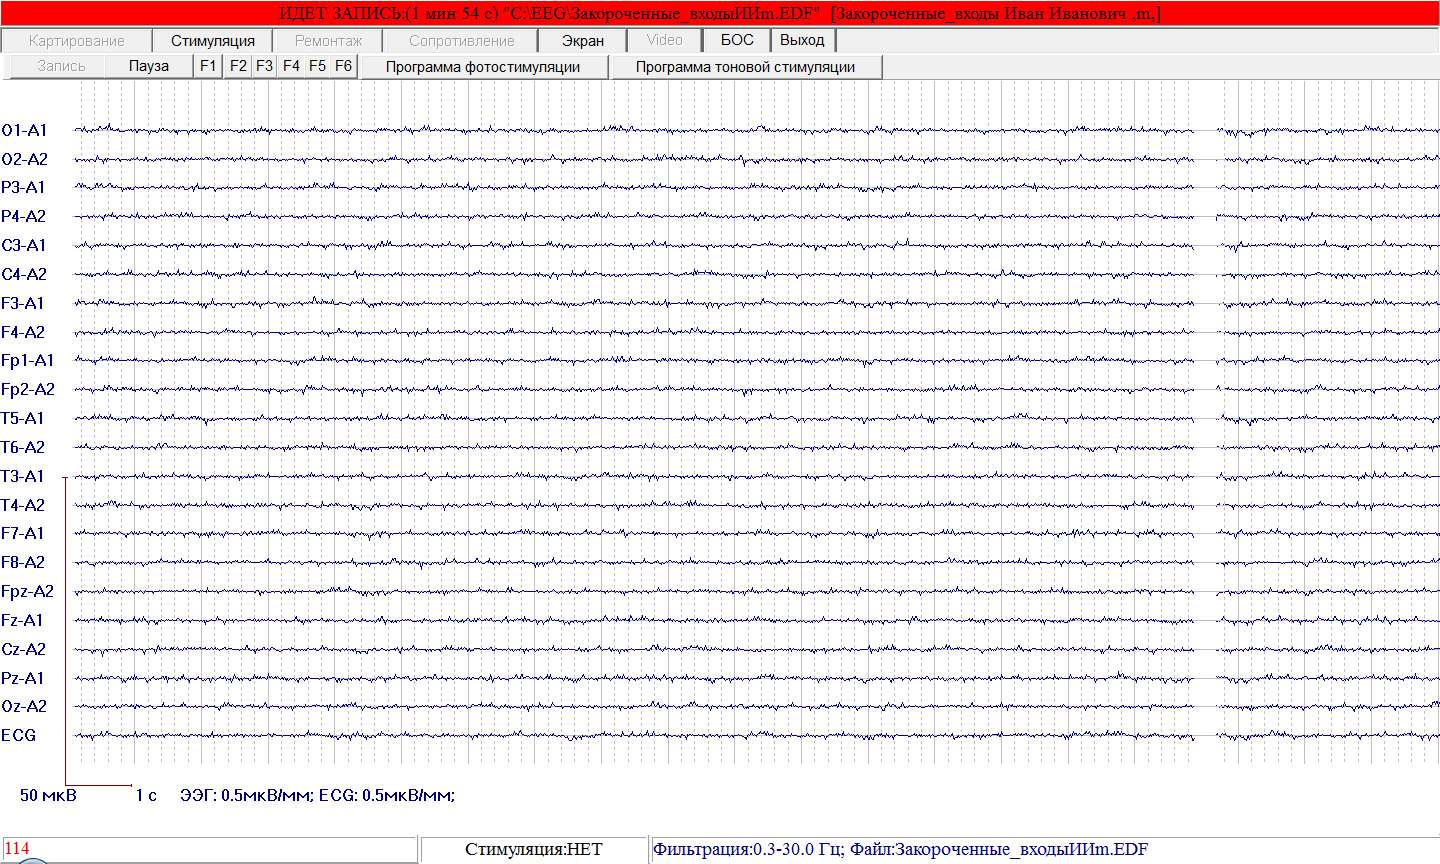 ИДЕТ ЗАПИСЬ:(1 мин 54 с) "C:\EEG\Закороченные_входыИИm.EDF" [Закороченные_входы Иван Иванович ,m,]
Картирование Стимуляция Ремонтаж Сопротивление Экран Video БОС Выход
Запись Пауза F1 F2 F3 F4 F5 F6 Программа фотостимуляции Программа тоновой стимуляции
O1-A1
O2-A2
P3-A1
P4-A2
C3-A1
C4-A2
F3-A1
F4-A2
Fp1-A1
Fp2-A2
T5-A1
T6-A2
T3-A1
T4-A2
F7-A1
F8-A2
Fpz-A2
Fz-A1
Cz-A2
Pz-A1
Oz-A2
ECG
50 мкВ 1 с ЭЭГ: 0.5мкВ/мм; ECG: 0.5мкВ/мм;
114 Стимуляция:НЕТ Фильтрация:0.3-30.0 Гц; Файл:Закороченные_входыИИm.EDF